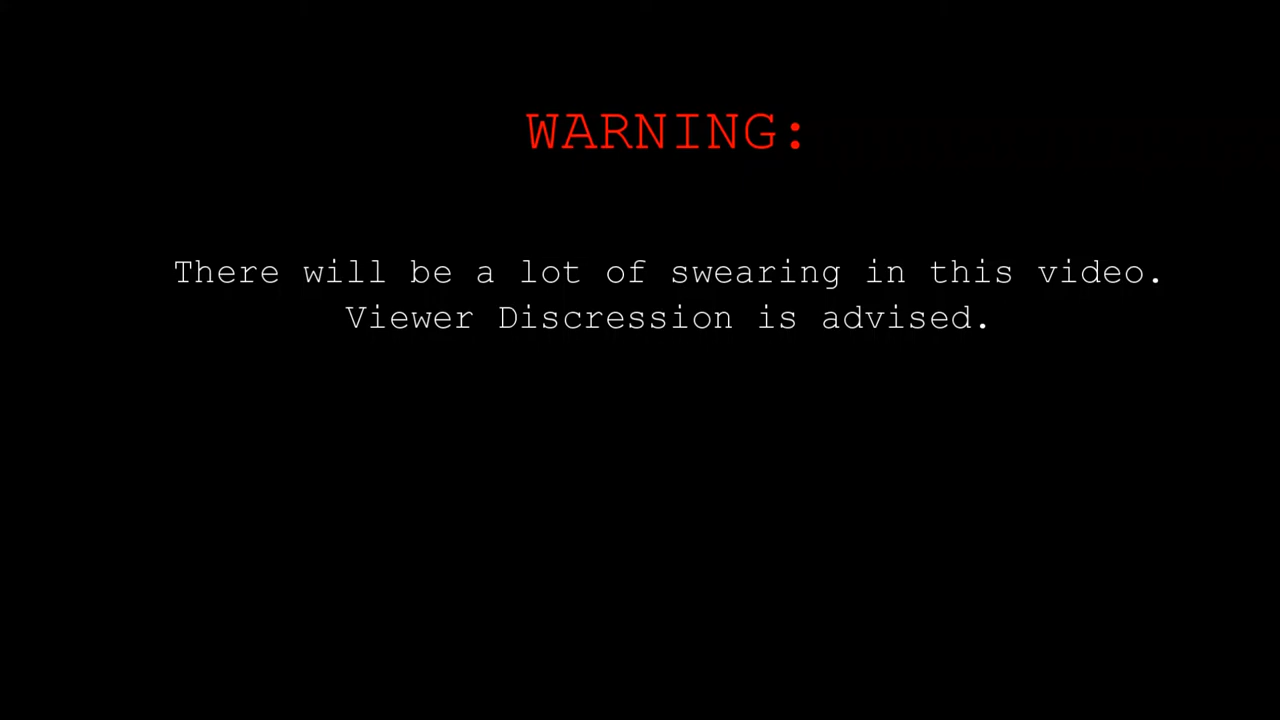 WARNING:
There will be a lot of swearing in this video.
Viewer Discression is advised.